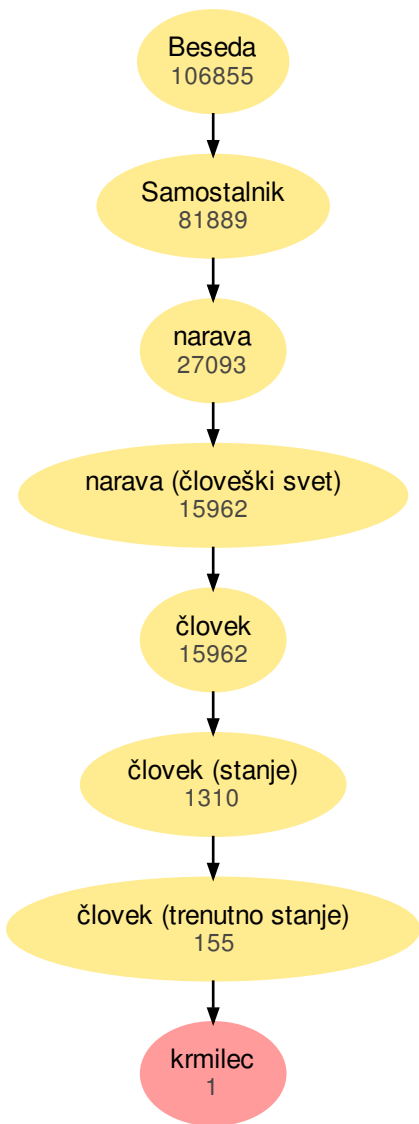 Beseda
106855
Samostalnik
81889
narava
27093
narava (človeški svet)
15962
človek
15962
človek (stanje)
1310
človek (trenutno stanje)
155
krmilec
1